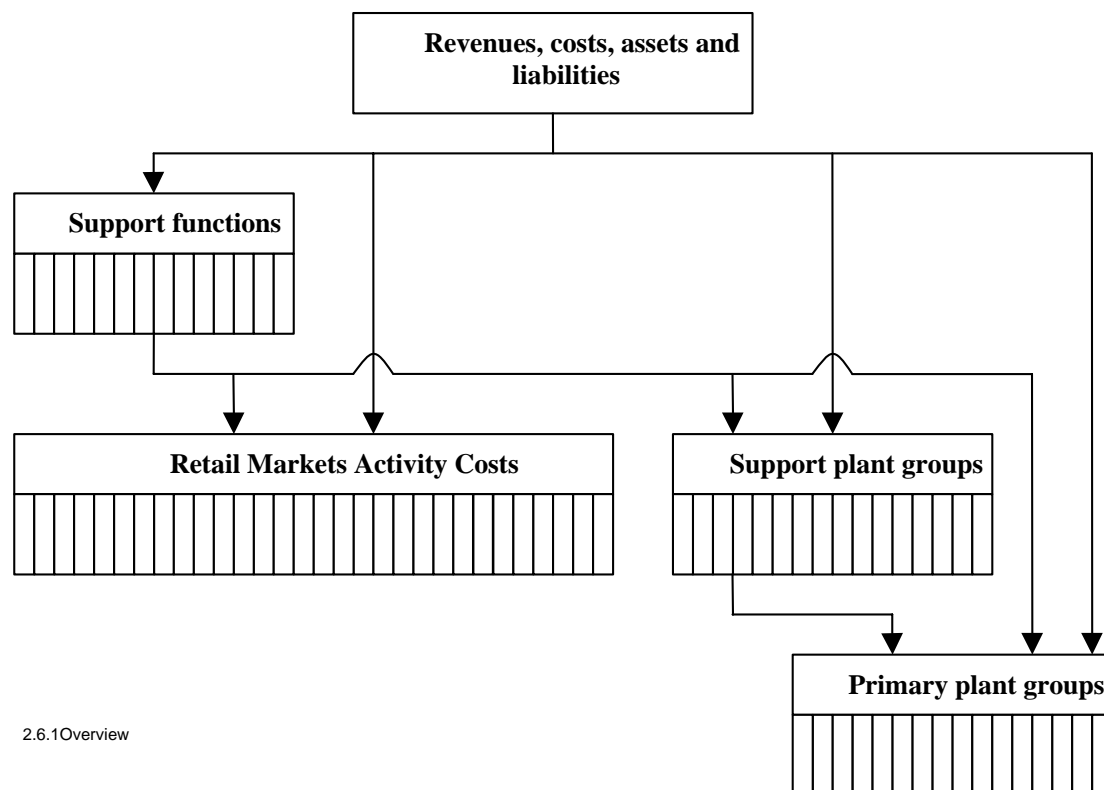 Revenues, costs, assets and
liabilities
Support functions
Retail Markets Activity Costs
Support plant groups
Primary plant groups
2.6.1Overview